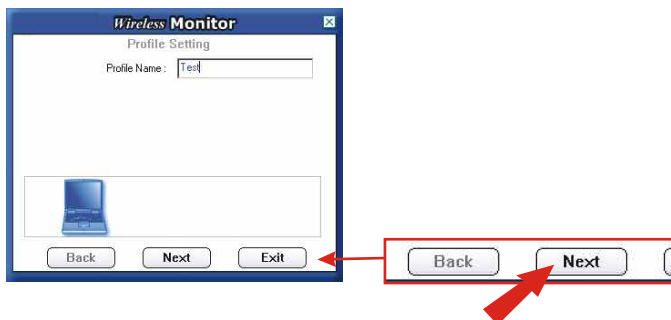 Wireless Monitor
Profile Setting
Profile Name : Test
Back Next Exit
Back Next